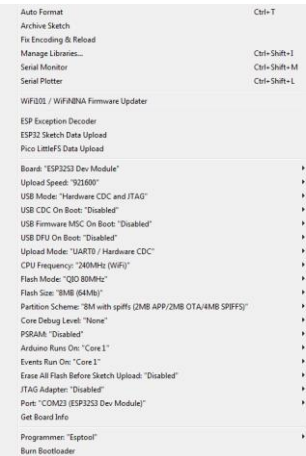 Auto Format Ctrl+T
Archive Sketch
Fix Encoding & Reload
Manage Libraries... Ctrl+Shift+I
Serial Monitor Ctrl+Shift+M
Serial Plotter Ctrl+Shift+L
WiFi101 / WiFiNINA Firmware Updater
ESP Exception Decoder
ESP32 Sketch Data Upload
Pico LittleFS Data Upload
Board: "ESP32S3 Dev Module"
Upload Speed: "921600"
USB Mode: "Hardware CDC and JTAG"
USB CDC On Boot: "Disabled"
USB Firmware MSC On Boot: "Disabled"
USB DFU On Boot: "Disabled"
Upload Mode: "UART0 / Hardware CDC"
CPU Frequency: "240MHz (WiFi)"
Flash Mode: "QIO 80MHz"
Flash Size: "8MB (64Mb)"
Partition Scheme: "8M with spiffs (2MB APP/2MB OTA/4MB SPIFFS)"
Core Debug Level: "None"
PSRAM: "Disabled"
Arduino Runs On: "Core 1"
Events Run On: "Core 1"
Erase All Flash Before Sketch Upload: "Disabled"
JTAG Adapter: "Disabled"
Port: "COM23 (ESP32S3 Dev Module)"
Get Board Info
Programmer: "Esptool"
Burn Bootloader